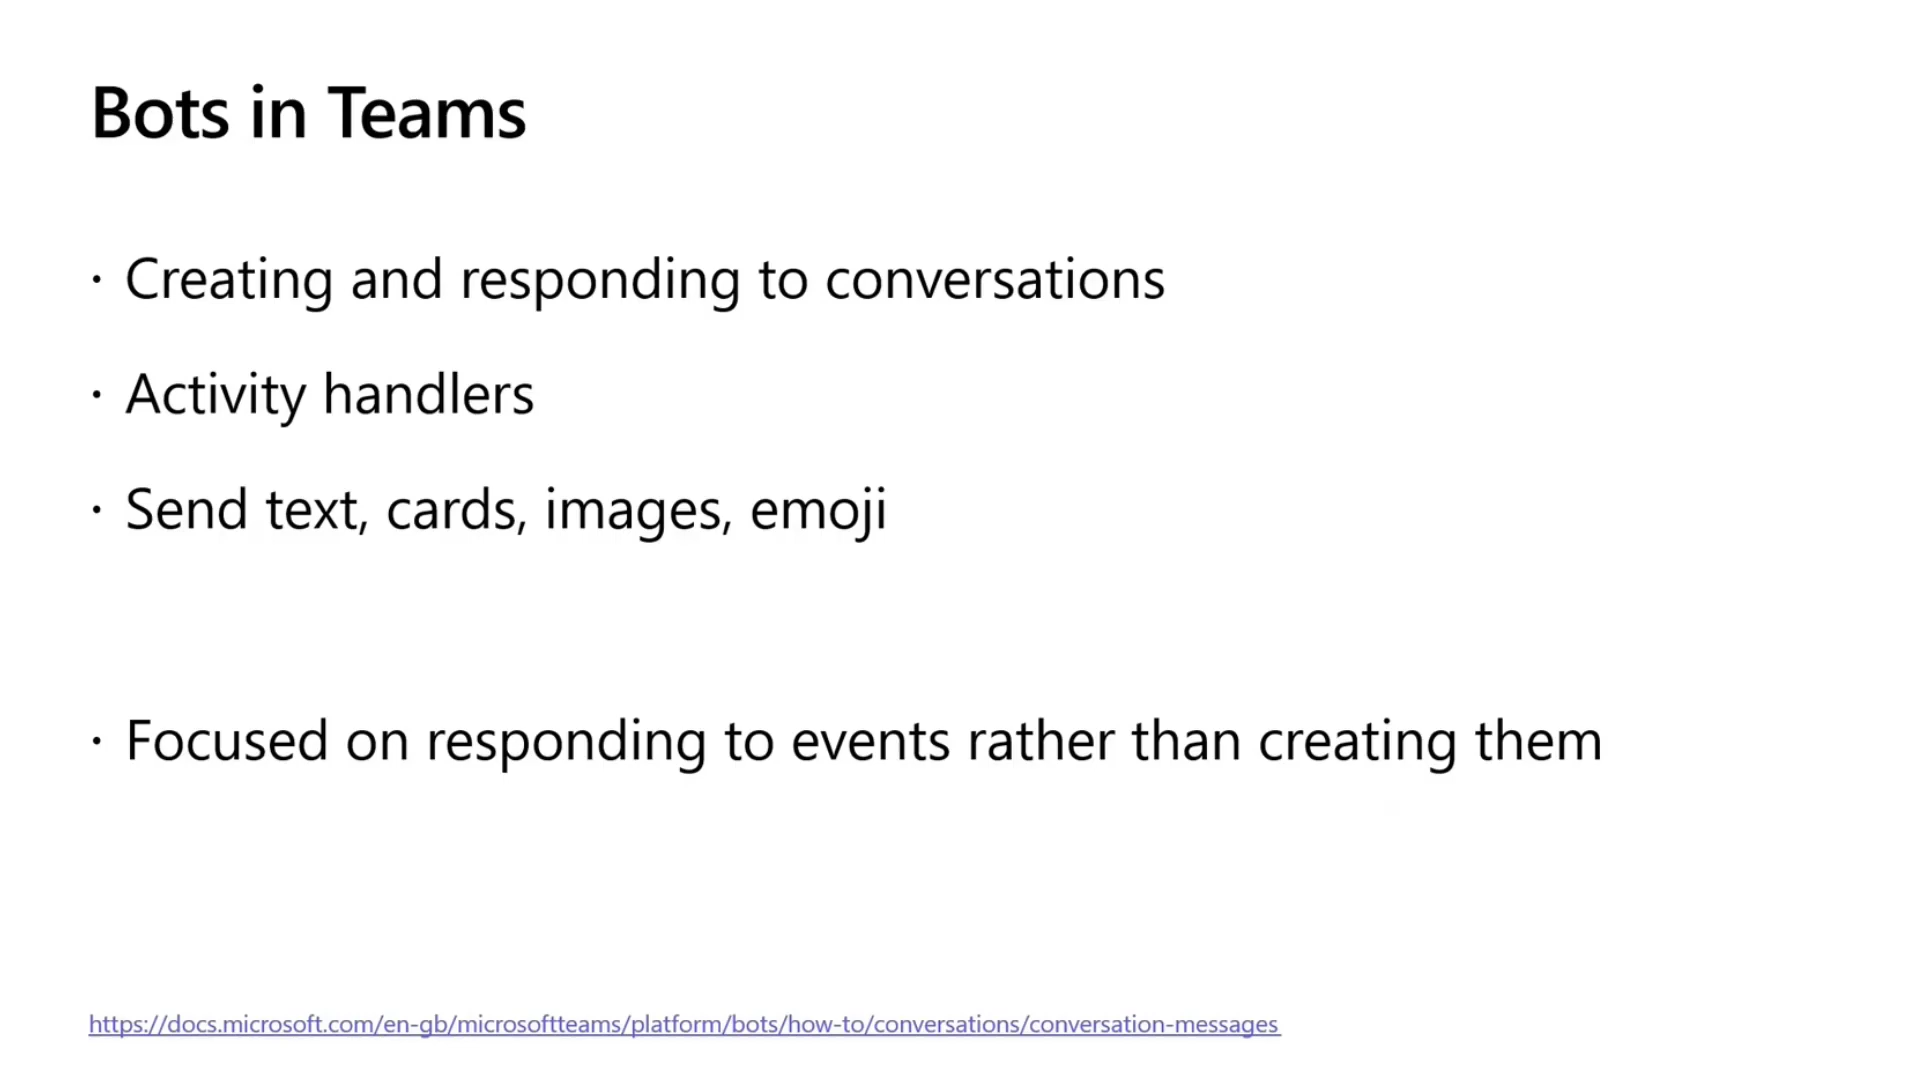 Bots in Teams
· Creating and responding to conversations
· Activity handlers
· Send text, cards, images, emoji
· Focused on responding to events rather than creating them
https://docs.microsoft.com/en-gb/microsoftteams/platform/bots/how-to/conversations/conversation-messages